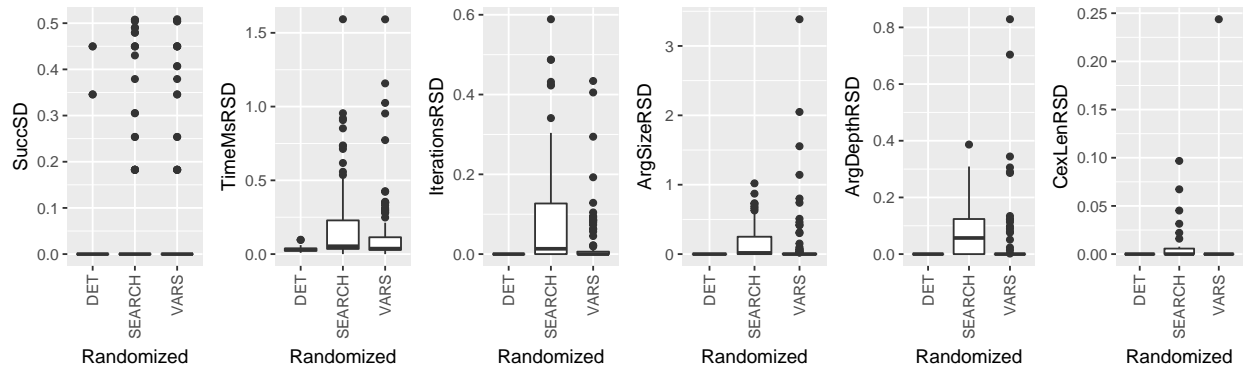 SuccSD
0.5
0.4
0.3
0.2
0.1
0.0
DET
SEARCH
VARS
Randomized
TimeMsRSD
1.5
1.0
0.5
0.0
DET
SEARCH
VARS
Randomized
IterationsRSD
0.6
0.4
0.2
0.0
DET
SEARCH
VARS
Randomized
ArgSizeRSD
3
2
1
0
DET
SEARCH
VARS
Randomized
ArgDepthRSD
0.8
0.6
0.4
0.2
0.0
DET
SEARCH
VARS
Randomized
CexLenRSD
0.25
0.20
0.15
0.10
0.05
0.00
DET
SEARCH
VARS
Randomized